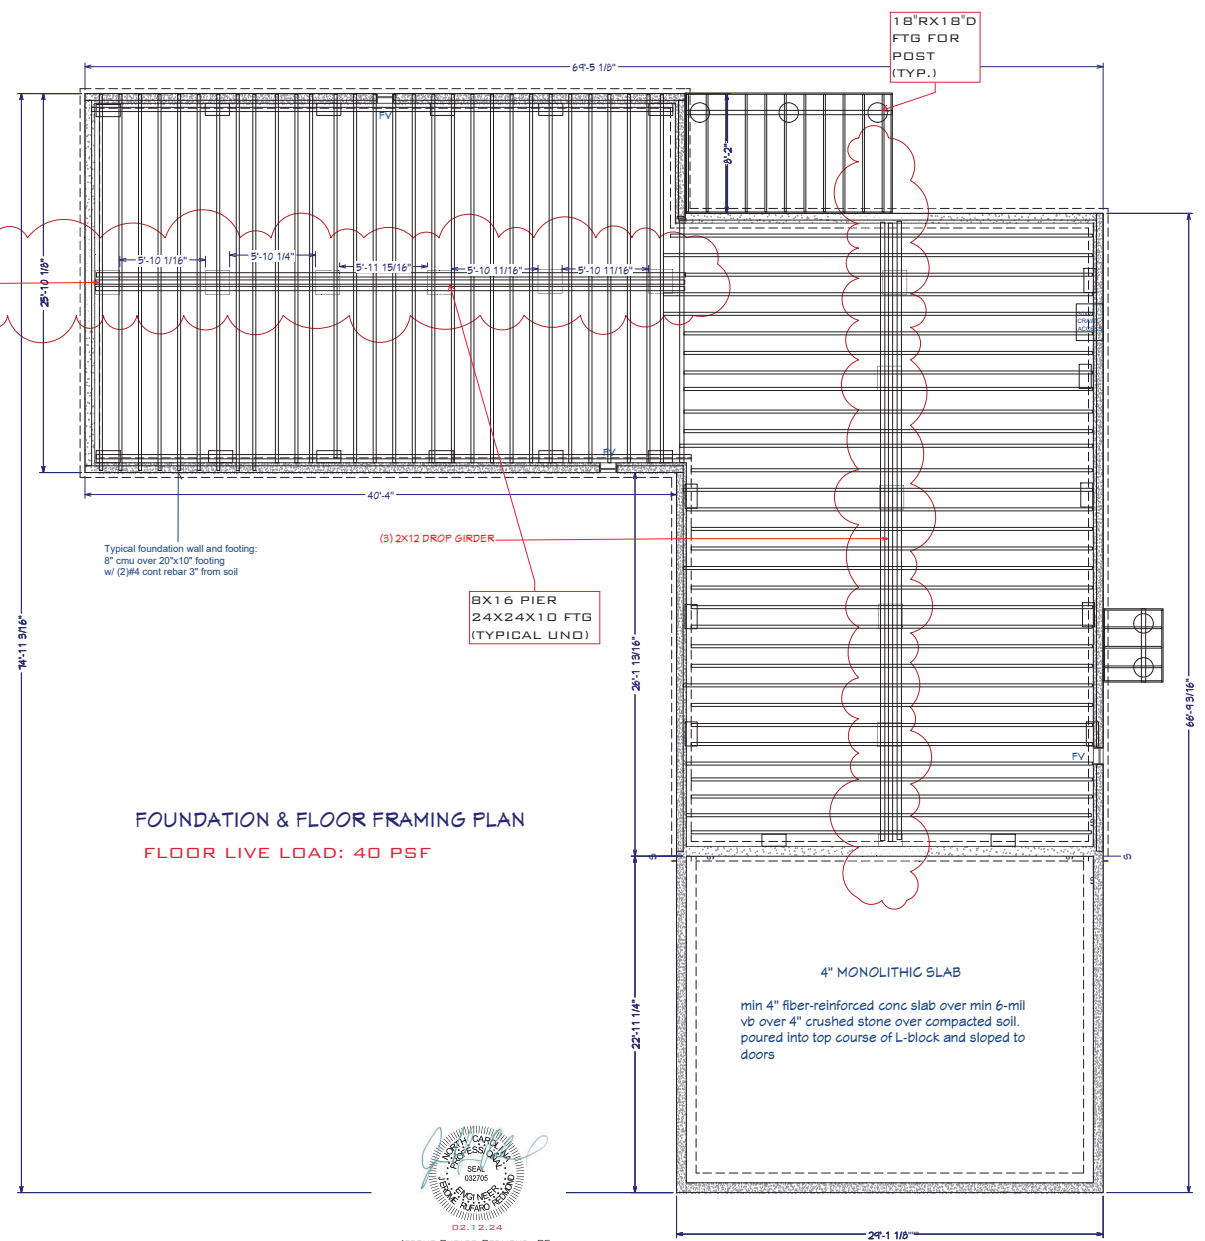 18"RX18"D
FTG FOR
POST
(TYP.)
69'-5 1/8"
FV
8'-2"
25'-10 1/8"
5'-10 1/16"
5'-10 1/4"
5'-11 15/16"
5'-10 11/16"
5'-10 11/16"
CRAWL
ACCESS
FV
40'-4"
Typical foundation wall and footing:
8" cmu over 20"x10" footing
w/ (2)#4 cont rebar 3" from soil
(3) 2X12 DROP GIRDER
8X16 PIER
24X24X10 FTG
(TYPICAL UNO)
74'-11 3/16"
26'-1 13/16"
66'-9 3/16"
FV
FOUNDATION & FLOOR FRAMING PLAN
FLOOR LIVE LOAD: 40 PSF
S
S
S
S
S
S
4" MONOLITHIC SLAB
min 4" fiber-reinforced conc slab over min 6-mil
vb over 4" crushed stone over compacted soil.
poured into top course of L-block and sloped to
doors
22'-11 1/4"
NORTH CAROLINA
PROFESSIONAL
SEAL
032705
ENGINEER
JEROME RUFARO REDMOND
02.12.24
29'-1 1/8"